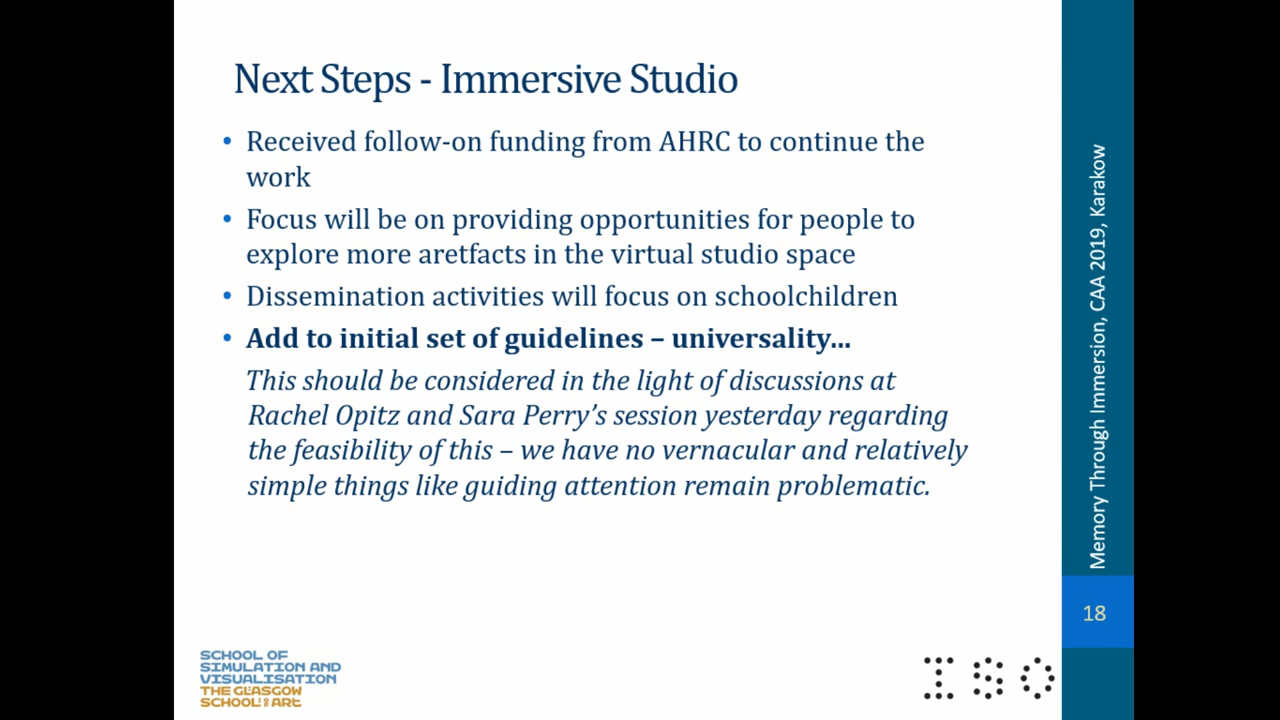 Next Steps - Immersive Studio
• Received follow-on funding from AHRC to continue the
work
• Focus will be on providing opportunities for people to
explore more aretfacts in the virtual studio space
• Dissemination activities will focus on schoolchildren
• Add to initial set of guidelines – universality...
This should be considered in the light of discussions at
Rachel Opitz and Sara Perry’s session yesterday regarding
the feasibility of this – we have no vernacular and relatively
simple things like guiding attention remain problematic.
Memory Through Immersion, CAA 2019, Karakow
18
SCHOOL OF
SIMULATION AND
VISUALISATION
THE GLASGOW
SCHOOL OF ART
ISO